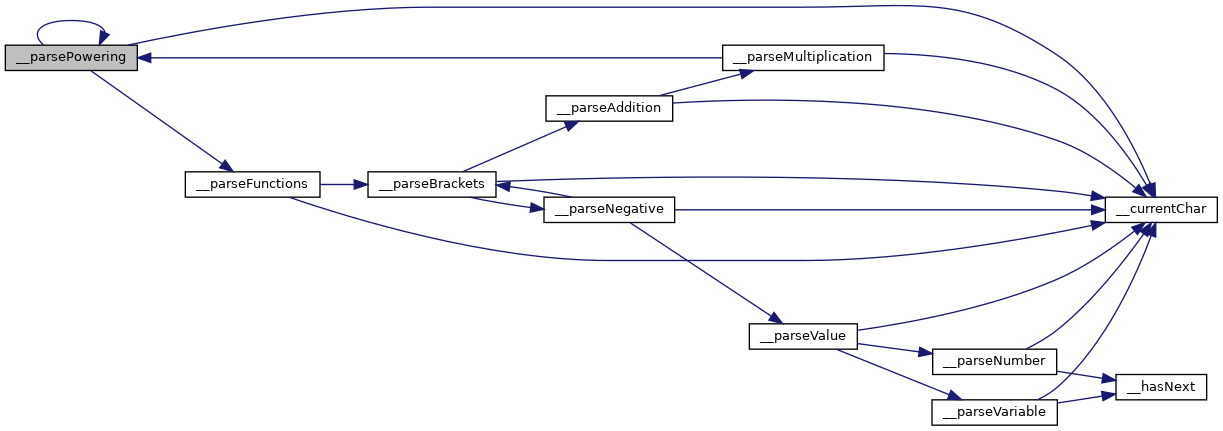 __parsePowering
__parseMultiplication
__parseAddition
__parseFunctions
__parseBrackets
__parseNegative
__currentChar
__parseValue
__parseNumber
__hasNext
__parseVariable